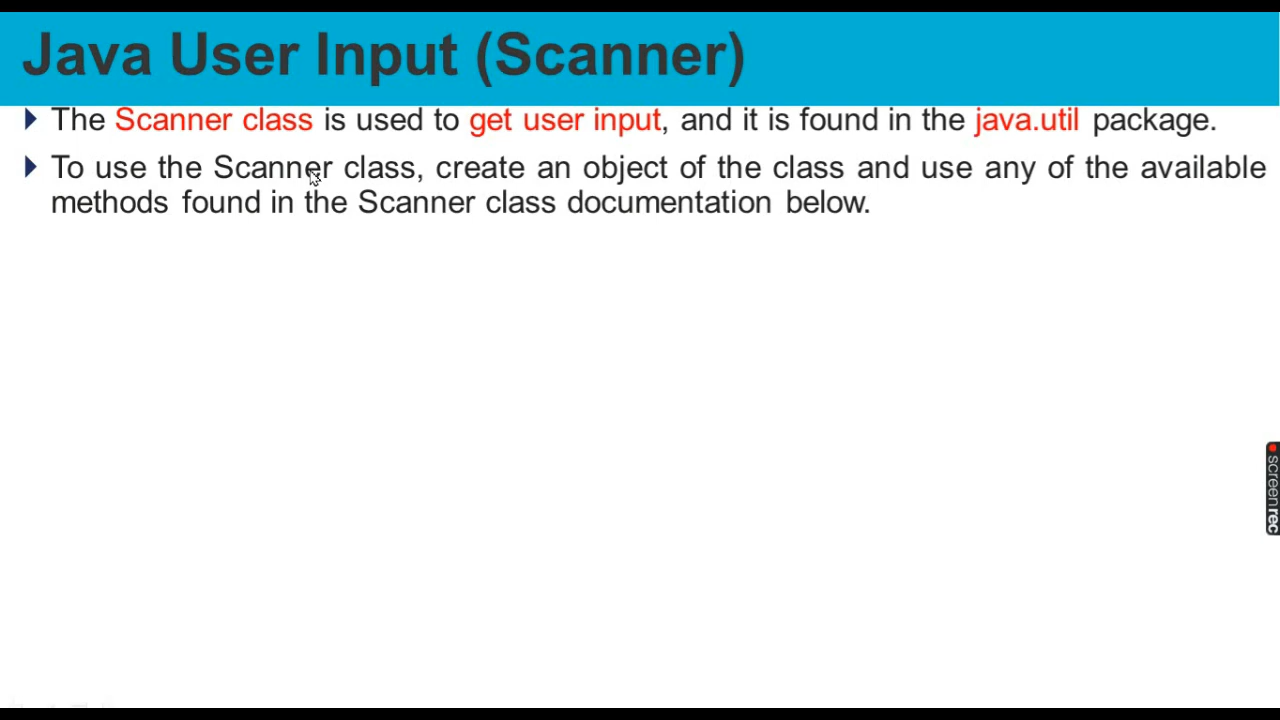 Java User Input (Scanner)
The Scanner class is used to get user input, and it is found in the java.util package.
To use the Scanner class, create an object of the class and use any of the available
methods found in the Scanner class documentation below.
screenrec